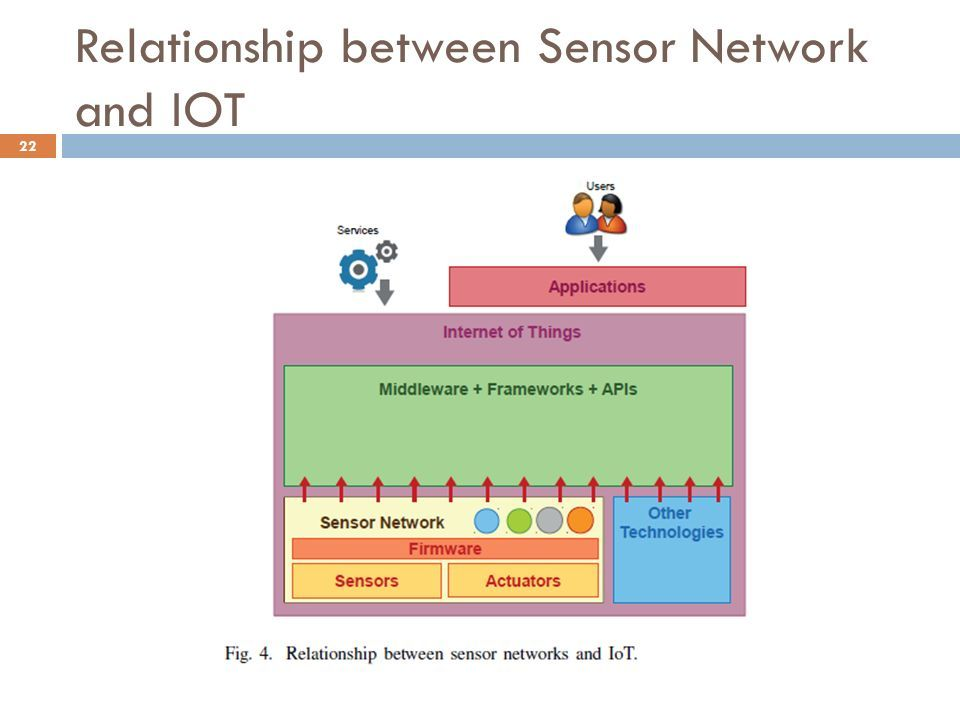 Relationship between Sensor Network
and IOT
22
Users
Services
Applications
Internet of Things
Middleware + Frameworks + APIs
Sensor Network
Other
Technologies
Firmware
Sensors
Actuators
Fig. 4. Relationship between sensor networks and IoT.